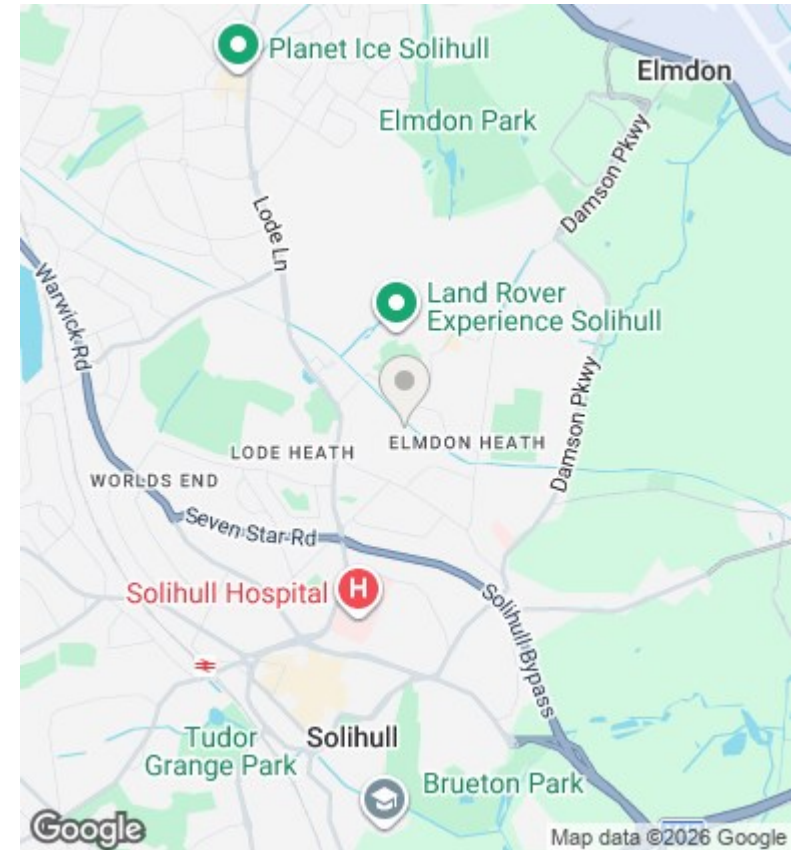 Planet Ice Solihull
Elmdon
Elmdon Park
Damson Pkwy
Lode Ln
Warwick Rd
Land Rover
Experience Solihull
Damson Pkwy
ELMDON HEATH
LODE HEATH
WORLDS END
Seven Star Rd
Solihull Hospital
H
Solihull Bypass
Tudor
Grange Park
Solihull
Brueton Park
Google
Map data ©2026 Google